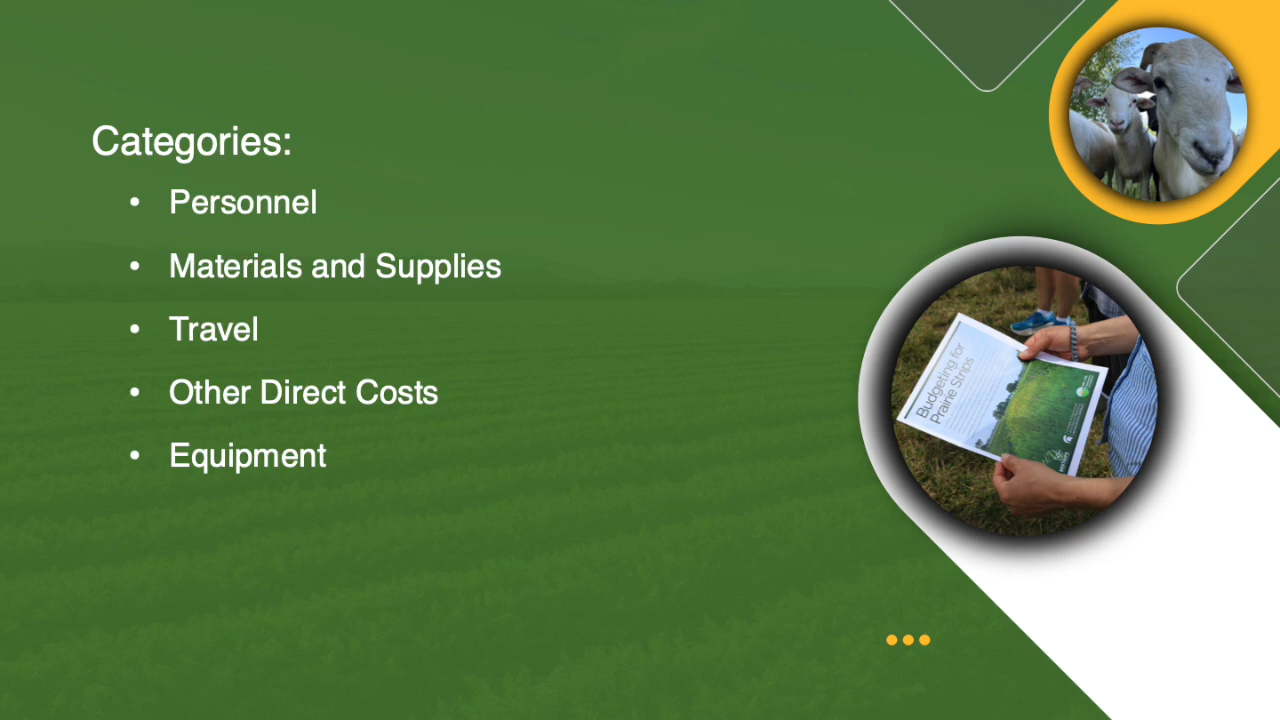 Categories:
• Personnel
• Materials and Supplies
• Travel
• Other Direct Costs
• Equipment
Budgeting for
Prairie Strips